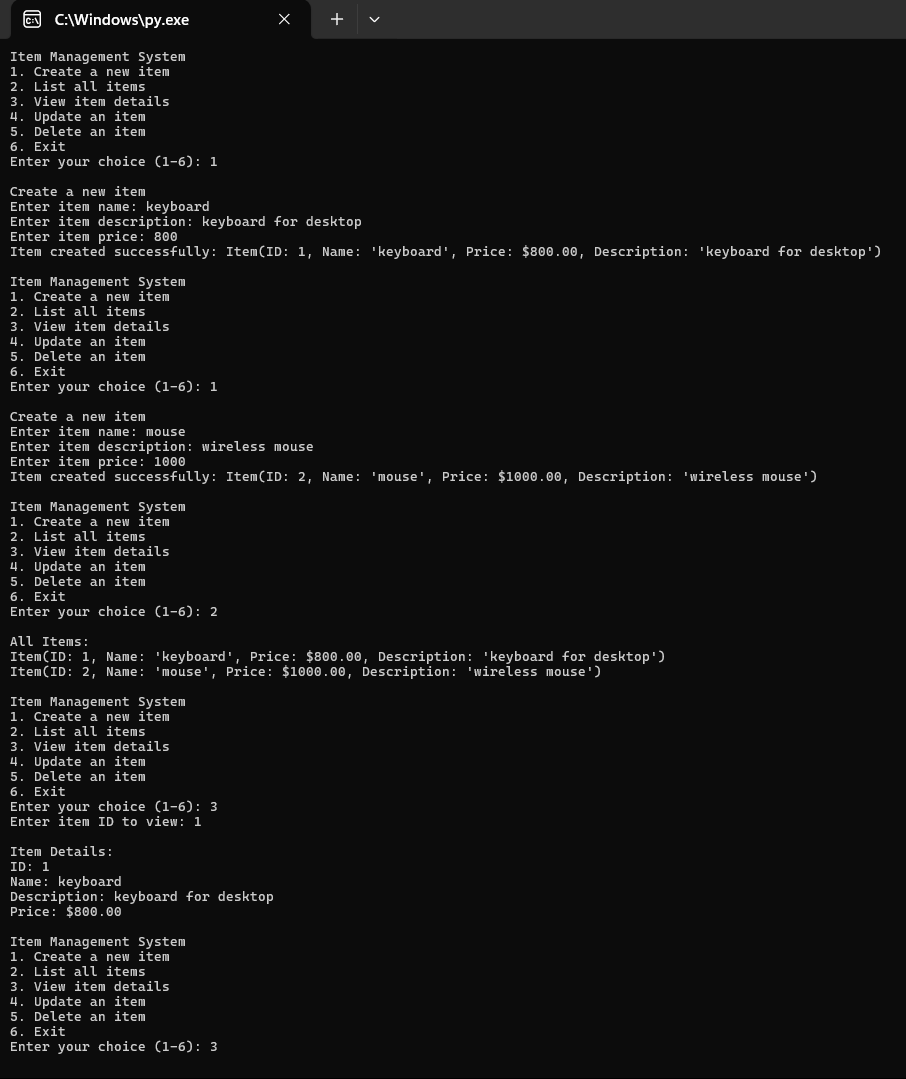 C:\Windows\py.exe
Item Management System
1. Create a new item
2. List all items
3. View item details
4. Update an item
5. Delete an item
6. Exit
Enter your choice (1-6): 1
Create a new item
Enter item name: keyboard
Enter item description: keyboard for desktop
Enter item price: 800
Item created successfully: Item(ID: 1, Name: 'keyboard', Price: $800.00, Description: 'keyboard for desktop')
Item Management System
1. Create a new item
2. List all items
3. View item details
4. Update an item
5. Delete an item
6. Exit
Enter your choice (1-6): 1
Create a new item
Enter item name: mouse
Enter item description: wireless mouse
Enter item price: 1000
Item created successfully: Item(ID: 2, Name: 'mouse', Price: $1000.00, Description: 'wireless mouse')
Item Management System
1. Create a new item
2. List all items
3. View item details
4. Update an item
5. Delete an item
6. Exit
Enter your choice (1-6): 2
All Items:
Item(ID: 1, Name: 'keyboard', Price: $800.00, Description: 'keyboard for desktop')
Item(ID: 2, Name: 'mouse', Price: $1000.00, Description: 'wireless mouse')
Item Management System
1. Create a new item
2. List all items
3. View item details
4. Update an item
5. Delete an item
6. Exit
Enter your choice (1-6): 3
Enter item ID to view: 1
Item Details:
ID: 1
Name: keyboard
Description: keyboard for desktop
Price: $800.00
Item Management System
1. Create a new item
2. List all items
3. View item details
4. Update an item
5. Delete an item
6. Exit
Enter your choice (1-6): 3